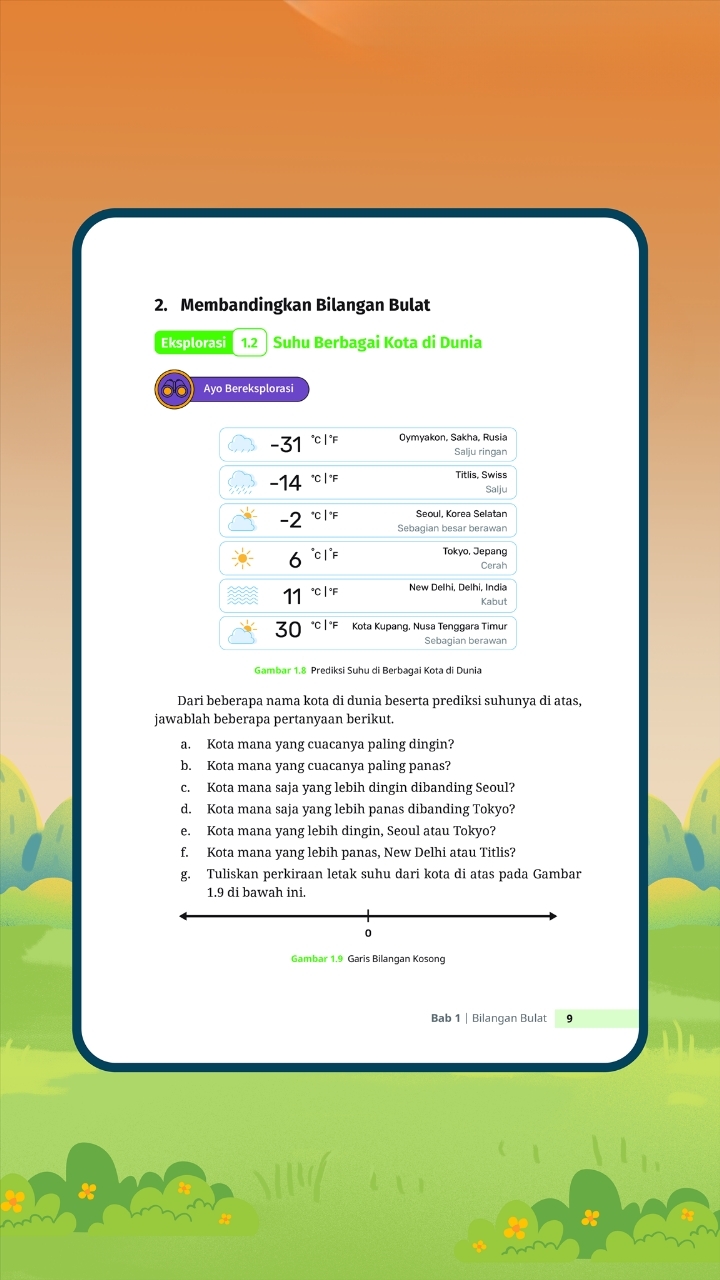 2. Membandingkan Bilangan Bulat
Eksplorasi 1.2 Suhu Berbagai Kota di Dunia
Ayo Bereksplorasi
-31 °C | °F Oymyakon, Sakha, Rusia
Salju ringan
-14 °C | °F Titlis, Swiss
Salju
-2 °C | °F Seoul, Korea Selatan
Sebagian besar berawan
6 °C | °F Tokyo, Jepang
Cerah
11 °C | °F New Delhi, Delhi, India
Kabut
30 °C | °F Kota Kupang, Nusa Tenggara Timur
Sebagian berawan
Gambar 1.8 Prediksi Suhu di Berbagai Kota di Dunia
Dari beberapa nama kota di dunia beserta prediksi suhunya di atas,
jawablah beberapa pertanyaan berikut.
a. Kota mana yang cuacanya paling dingin?
b. Kota mana yang cuacanya paling panas?
c. Kota mana saja yang lebih dingin dibanding Seoul?
d. Kota mana saja yang lebih panas dibanding Tokyo?
e. Kota mana yang lebih dingin, Seoul atau Tokyo?
f. Kota mana yang lebih panas, New Delhi atau Titlis?
g. Tuliskan perkiraan letak suhu dari kota di atas pada Gambar
1.9 di bawah ini.
0
Gambar 1.9 Garis Bilangan Kosong
Bab 1 | Bilangan Bulat 9